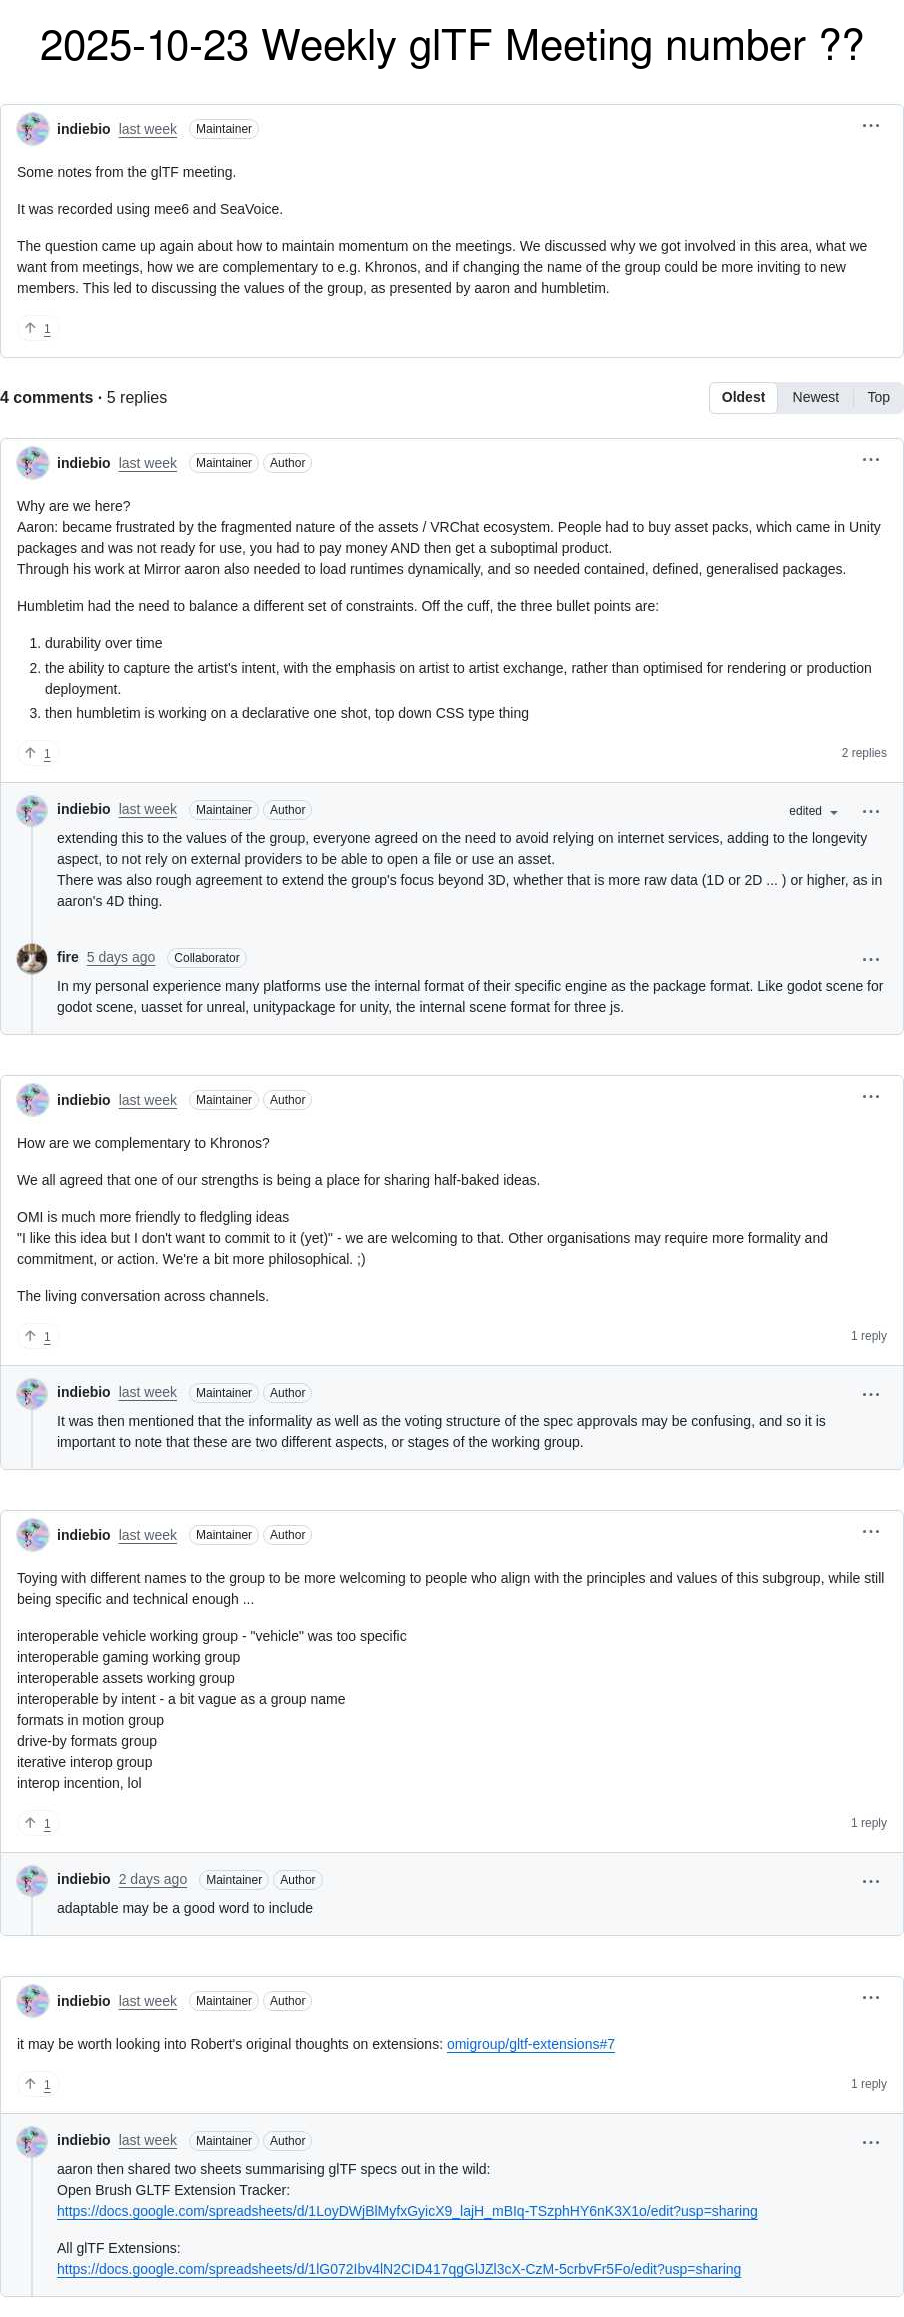 2025-10-23 Weekly glTF Meeting number ??
indiebio last week Maintainer
Some notes from the glTF meeting.
It was recorded using mee6 and SeaVoice.
The question came up again about how to maintain momentum on the meetings. We discussed why we got involved in this area, what we
want from meetings, how we are complementary to e.g. Khronos, and if changing the name of the group could be more inviting to new
members. This led to discussing the values of the group, as presented by aaron and humbletim.
1
4 comments · 5 replies
Oldest Newest Top
indiebio last week Maintainer Author
Why are we here?
Aaron: became frustrated by the fragmented nature of the assets / VRChat ecosystem. People had to buy asset packs, which came in Unity
packages and was not ready for use, you had to pay money AND then get a suboptimal product.
Through his work at Mirror aaron also needed to load runtimes dynamically, and so needed contained, defined, generalised packages.
Humbletim had the need to balance a different set of constraints. Off the cuff, the three bullet points are:
1. durability over time
2. the ability to capture the artist's intent, with the emphasis on artist to artist exchange, rather than optimised for rendering or production
deployment.
3. then humbletim is working on a declarative one shot, top down CSS type thing
1
2 replies
indiebio last week Maintainer Author
edited
extending this to the values of the group, everyone agreed on the need to avoid relying on internet services, adding to the longevity
aspect, to not rely on external providers to be able to open a file or use an asset.
There was also rough agreement to extend the group's focus beyond 3D, whether that is more raw data (1D or 2D ... ) or higher, as in
aaron's 4D thing.
fire 5 days ago Collaborator
In my personal experience many platforms use the internal format of their specific engine as the package format. Like godot scene for
godot scene, uasset for unreal, unitypackage for unity, the internal scene format for three js.
indiebio last week Maintainer Author
How are we complementary to Khronos?
We all agreed that one of our strengths is being a place for sharing half-baked ideas.
OMI is much more friendly to fledgling ideas
"I like this idea but I don't want to commit to it (yet)" - we are welcoming to that. Other organisations may require more formality and
commitment, or action. We're a bit more philosophical. ;)
The living conversation across channels.
1
1 reply
indiebio last week Maintainer Author
It was then mentioned that the informality as well as the voting structure of the spec approvals may be confusing, and so it is
important to note that these are two different aspects, or stages of the working group.
indiebio last week Maintainer Author
Toying with different names to the group to be more welcoming to people who align with the principles and values of this subgroup, while still
being specific and technical enough ...
interoperable vehicle working group - "vehicle" was too specific
interoperable gaming working group
interoperable assets working group
interoperable by intent - a bit vague as a group name
formats in motion group
drive-by formats group
iterative interop group
interop incention, lol
1
1 reply
indiebio 2 days ago Maintainer Author
adaptable may be a good word to include
indiebio last week Maintainer Author
it may be worth looking into Robert's original thoughts on extensions: omigroup/gltf-extensions#7
1
1 reply
indiebio last week Maintainer Author
aaron then shared two sheets summarising glTF specs out in the wild:
Open Brush GLTF Extension Tracker:
https://docs.google.com/spreadsheets/d/1LoyDWjBlMyfxGyicX9_lajH_mBIq-TSzphHY6nK3X1o/edit?usp=sharing
All glTF Extensions:
https://docs.google.com/spreadsheets/d/1lG072Ibv4lN2CID417qgGlJZl3cX-CzM-5crbvFr5Fo/edit?usp=sharing